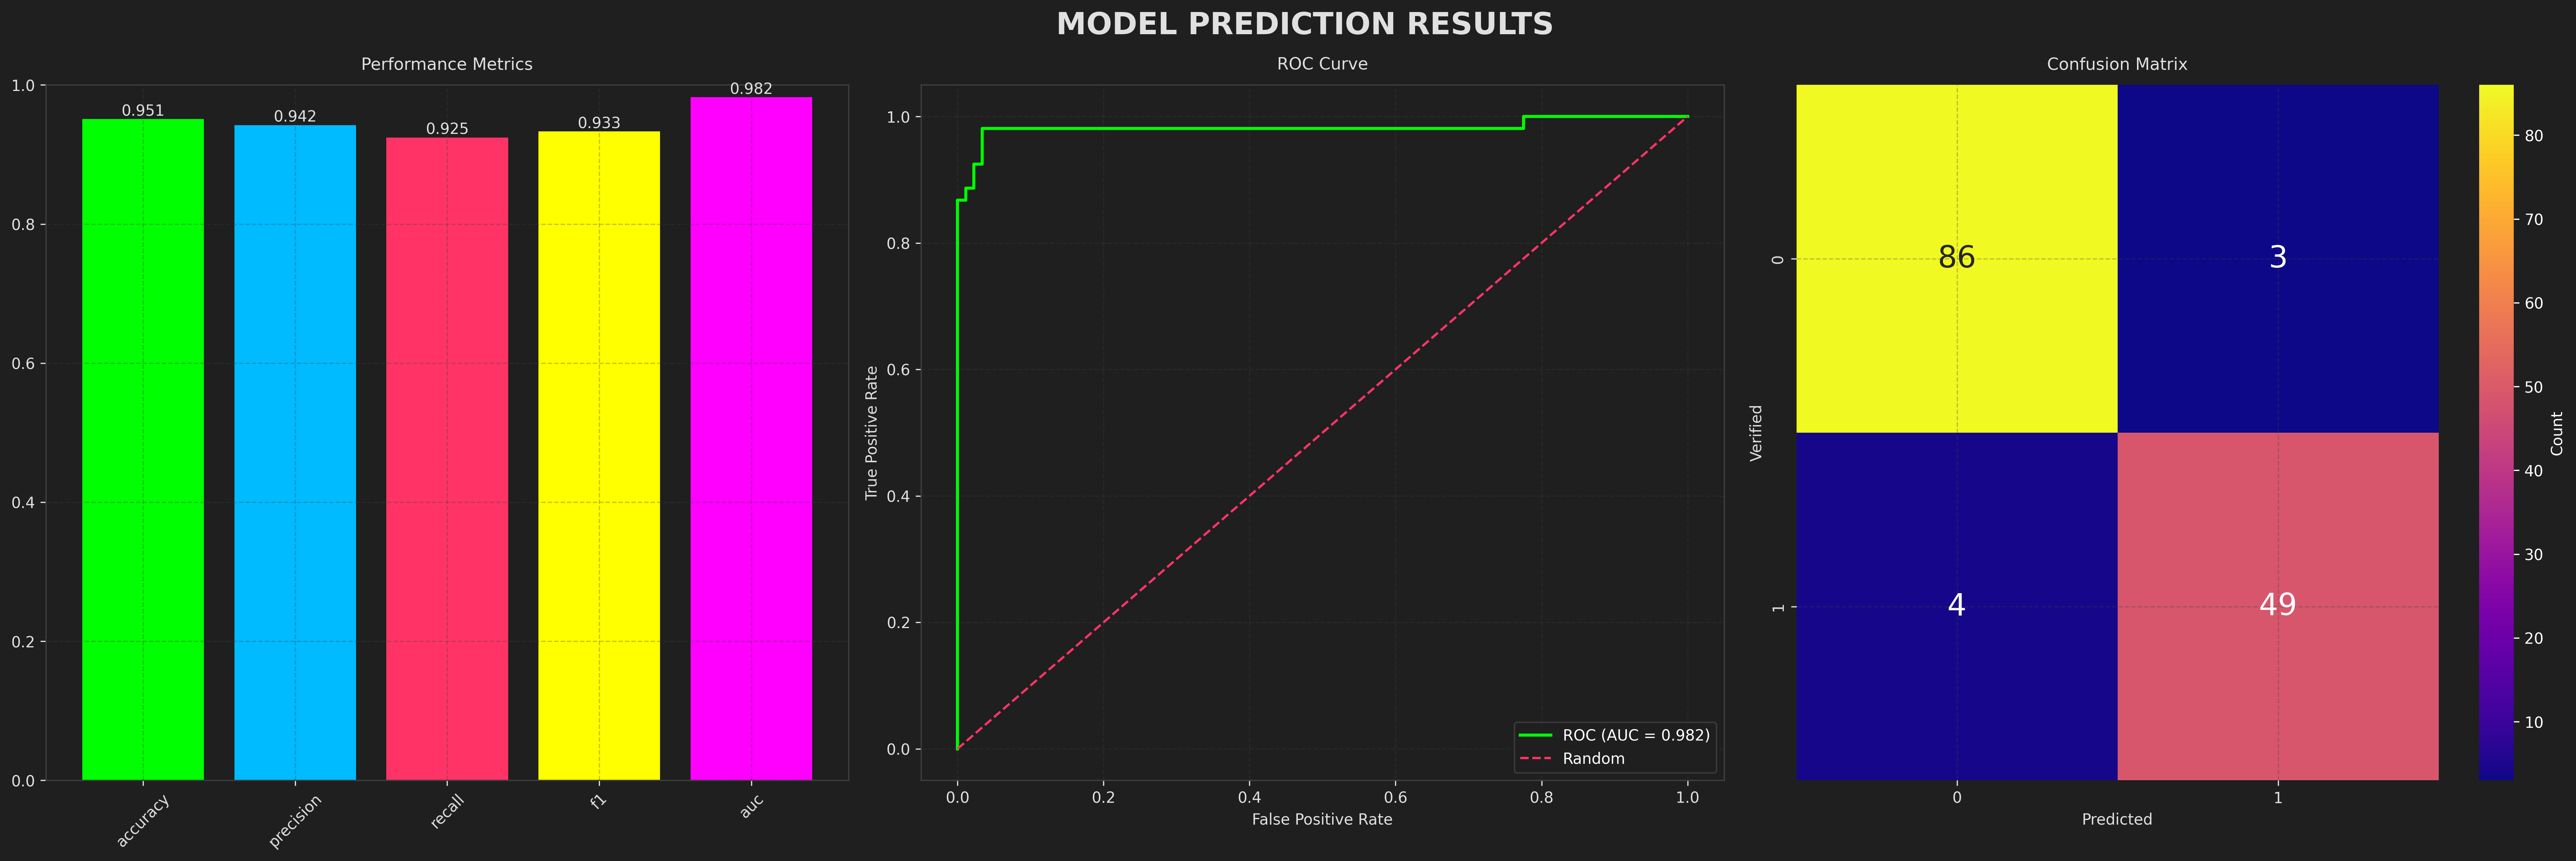 MODEL PREDICTION RESULTS
Performance Metrics
1.0
0.8
0.6
0.4
0.2
0.0
0.951
0.942
0.925
0.933
0.982
accuracy
precision
recall
f1
auc
ROC Curve
True Positive Rate
1.0
0.8
0.6
0.4
0.2
0.0
ROC (AUC = 0.982)
Random
0.0 0.2 0.4 0.6 0.8 1.0
False Positive Rate
Confusion Matrix
Verified
0
1
86 3
4 49
0 1
Predicted
80
70
60
50
40
30
20
10
Count